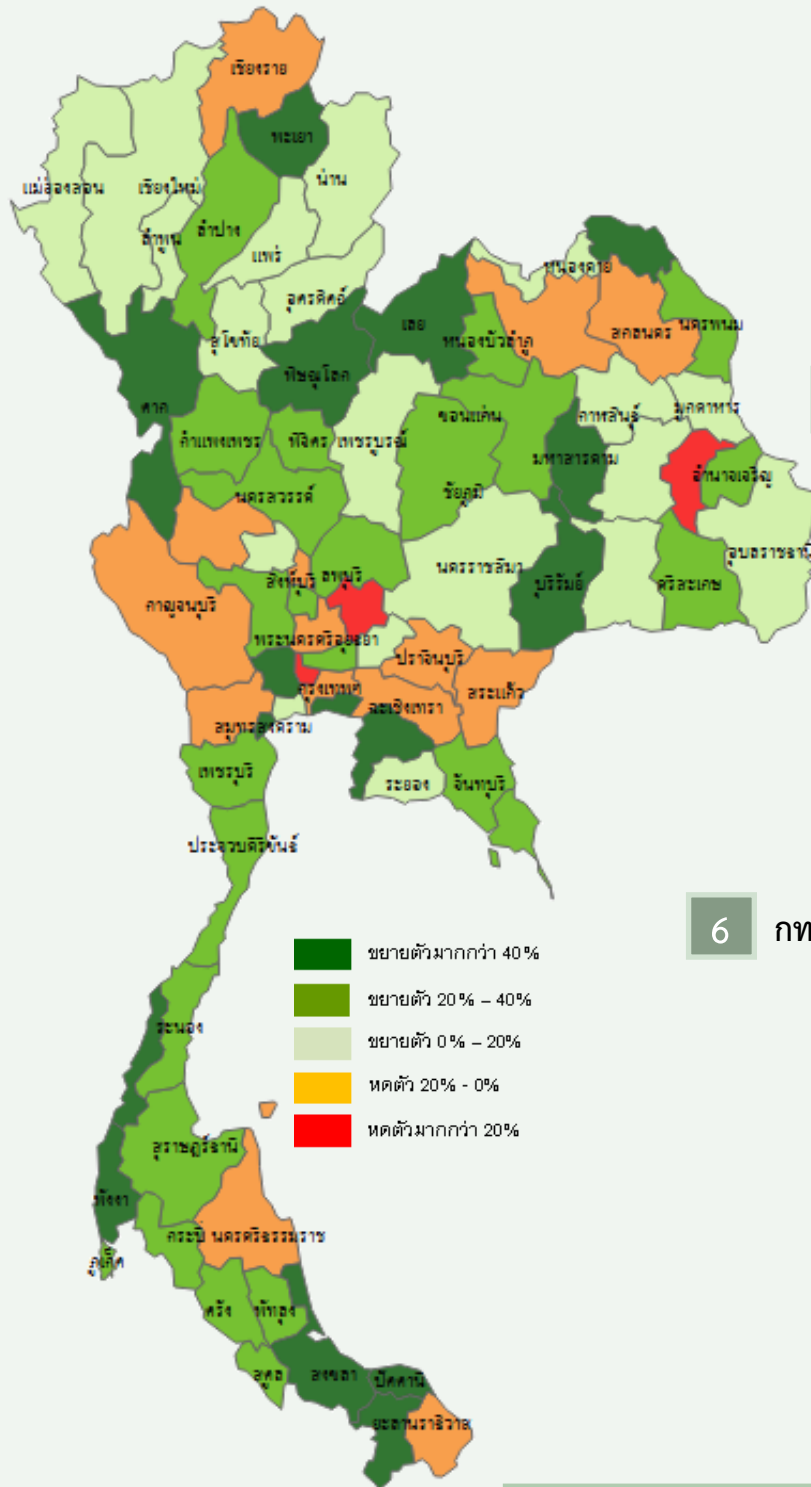 เชียงราย
พะเยา
น่าน
แม่ฮ่องสอน
เชียงใหม่
ลำปาง
ลำพูน
แพร่
อุตรดิตถ์
สุโขทัย
เลย
หนองคาย
หนองบัวลำภู
สกลนคร
นครพนม
ตาก
พิษณุโลก
กำแพงเพชร
พิจิตร
เพชรบูรณ์
ขอนแก่น
กาฬสินธุ์
มุกดาหาร
มหาสารคาม
อำนาจเจริญ
ชัยภูมิ
นครสวรรค์
อุบลราชธานี
นครราชสีมา
บุรีรัมย์
ศรีสะเกษ
สิงห์บุรี
ลพบุรี
กาญจนบุรี
พระนครศรีอยุธยา
ปราจีนบุรี
กรุงเทพฯ
สระแก้ว
ฉะเชิงเทรา
สมุทรสงคราม
เพชรบุรี
ระยอง
จันทบุรี
ประจวบคีรีขันธ์
6 กท
ขยายตัวมากกว่า 40%
ขยายตัว 20% – 40%
ขยายตัว 0% – 20%
หดตัว 20% - 0%
หดตัวมากกว่า 20%
ระนอง
สุราษฎร์ธานี
พังงา
กระบี่
นครศรีธรรมราช
ภูเก็ต
ตรัง
พัทลุง
สตูล
สงขลา
ปัตตานี
ยะลา
นราธิวาส